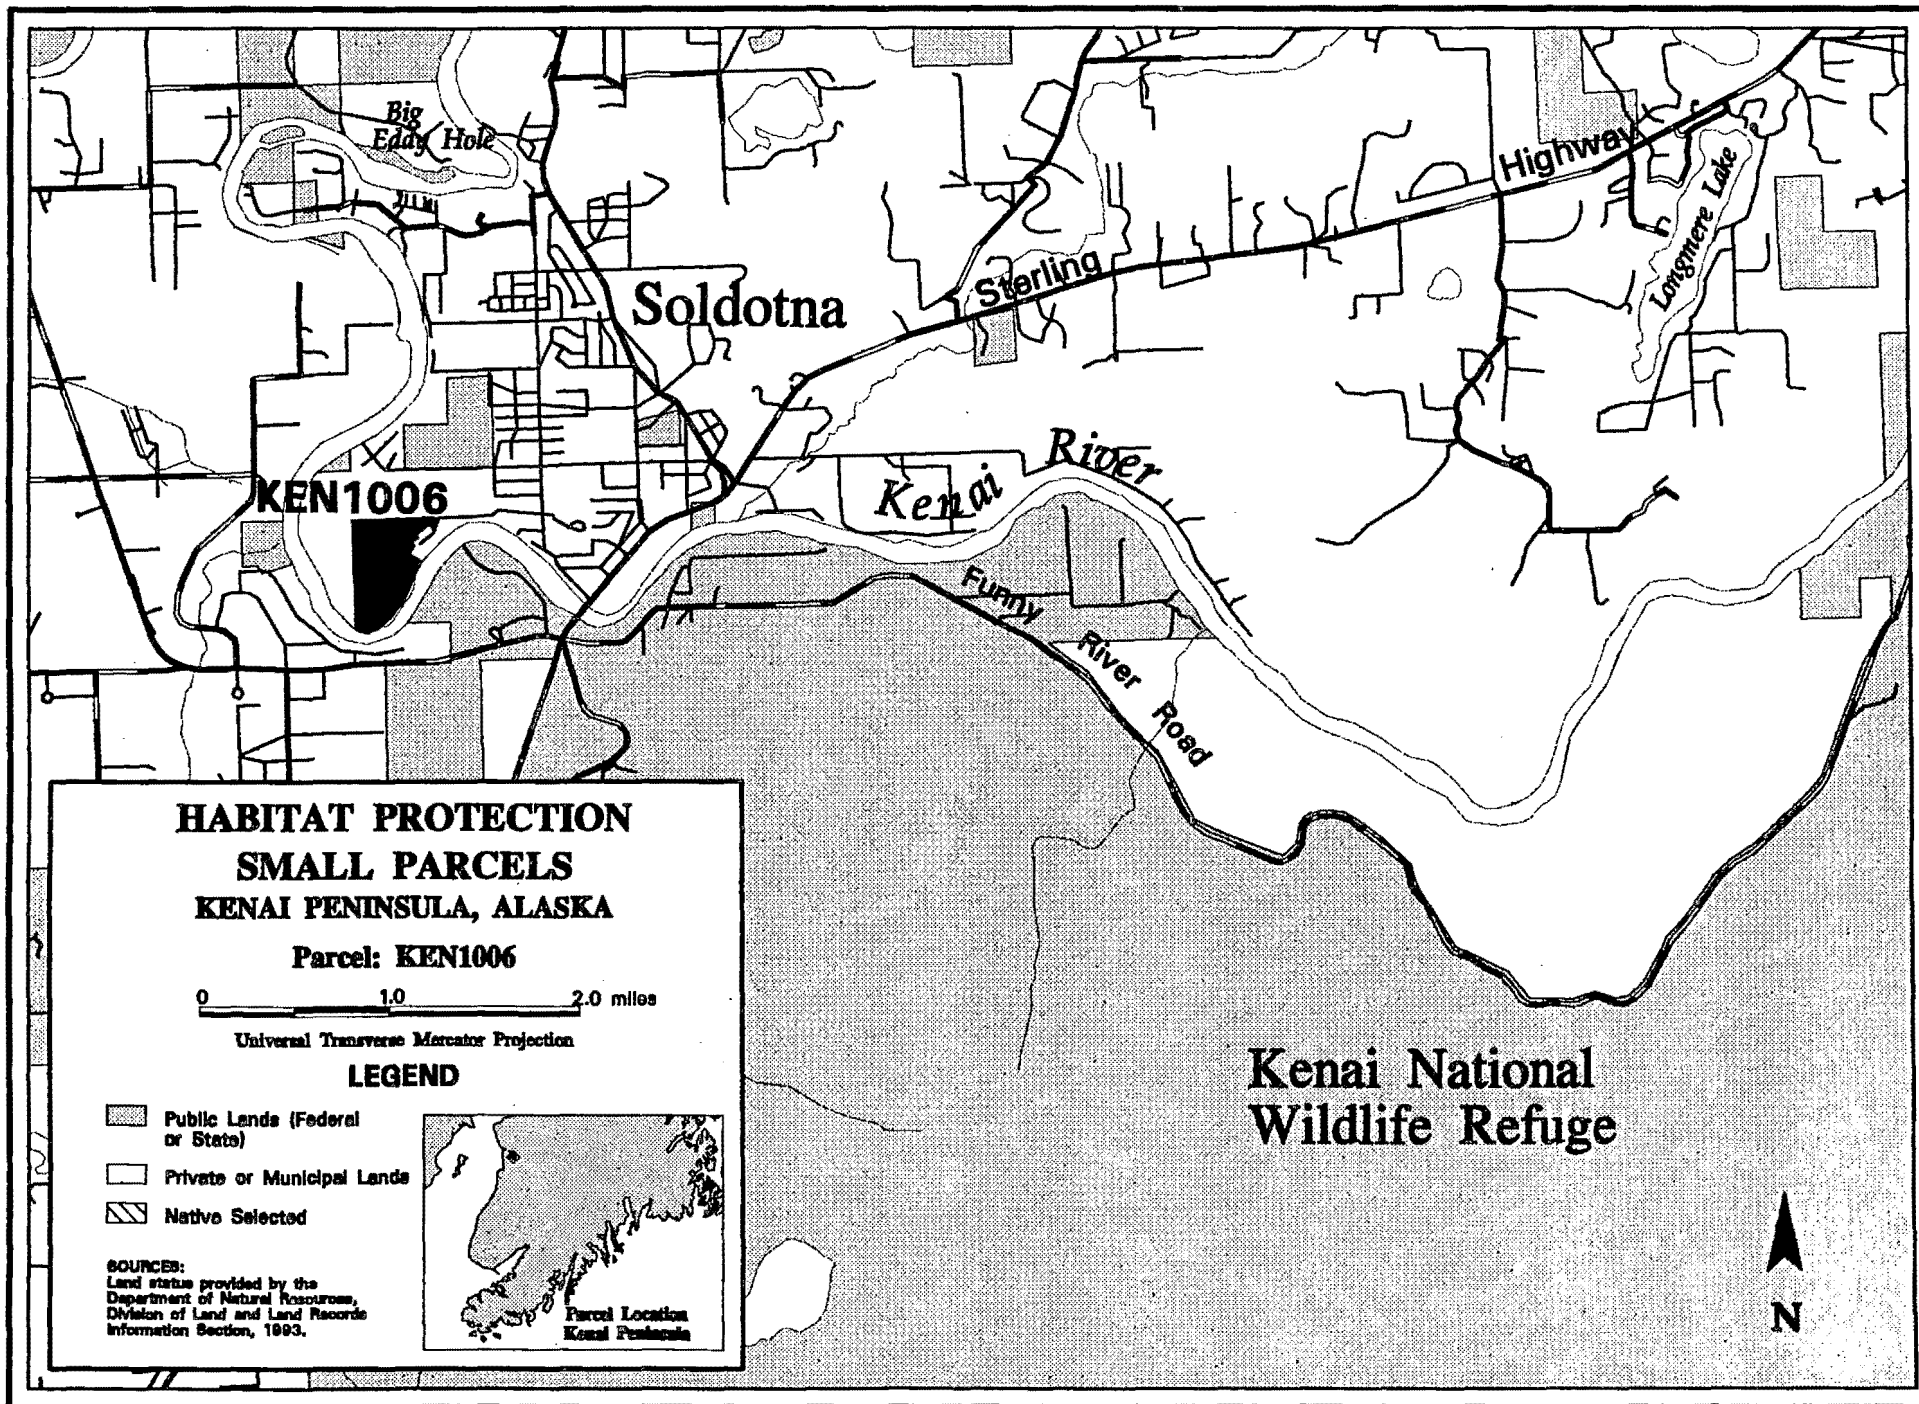 Big
Eddy Hole
Highway
Longmere Lake
Sterling
Soldotna
River
Kenai
KEN1006
Funny
River
Road
HABITAT PROTECTION
SMALL PARCELS
KENAI PENINSULA, ALASKA
Parcel: KEN1006
0 1.0 2.0 miles
Universal Transverse Mercator Projection
LEGEND
Public Lands (Federal
or State)
Private or Municipal Lands
Native Selected
SOURCES:
Land status provided by the
Department of Natural Resources,
Division of Land and Land Records
Information Section, 1993.
Parcel Location
Kenai Peninsula
Kenai National
Wildlife Refuge
N